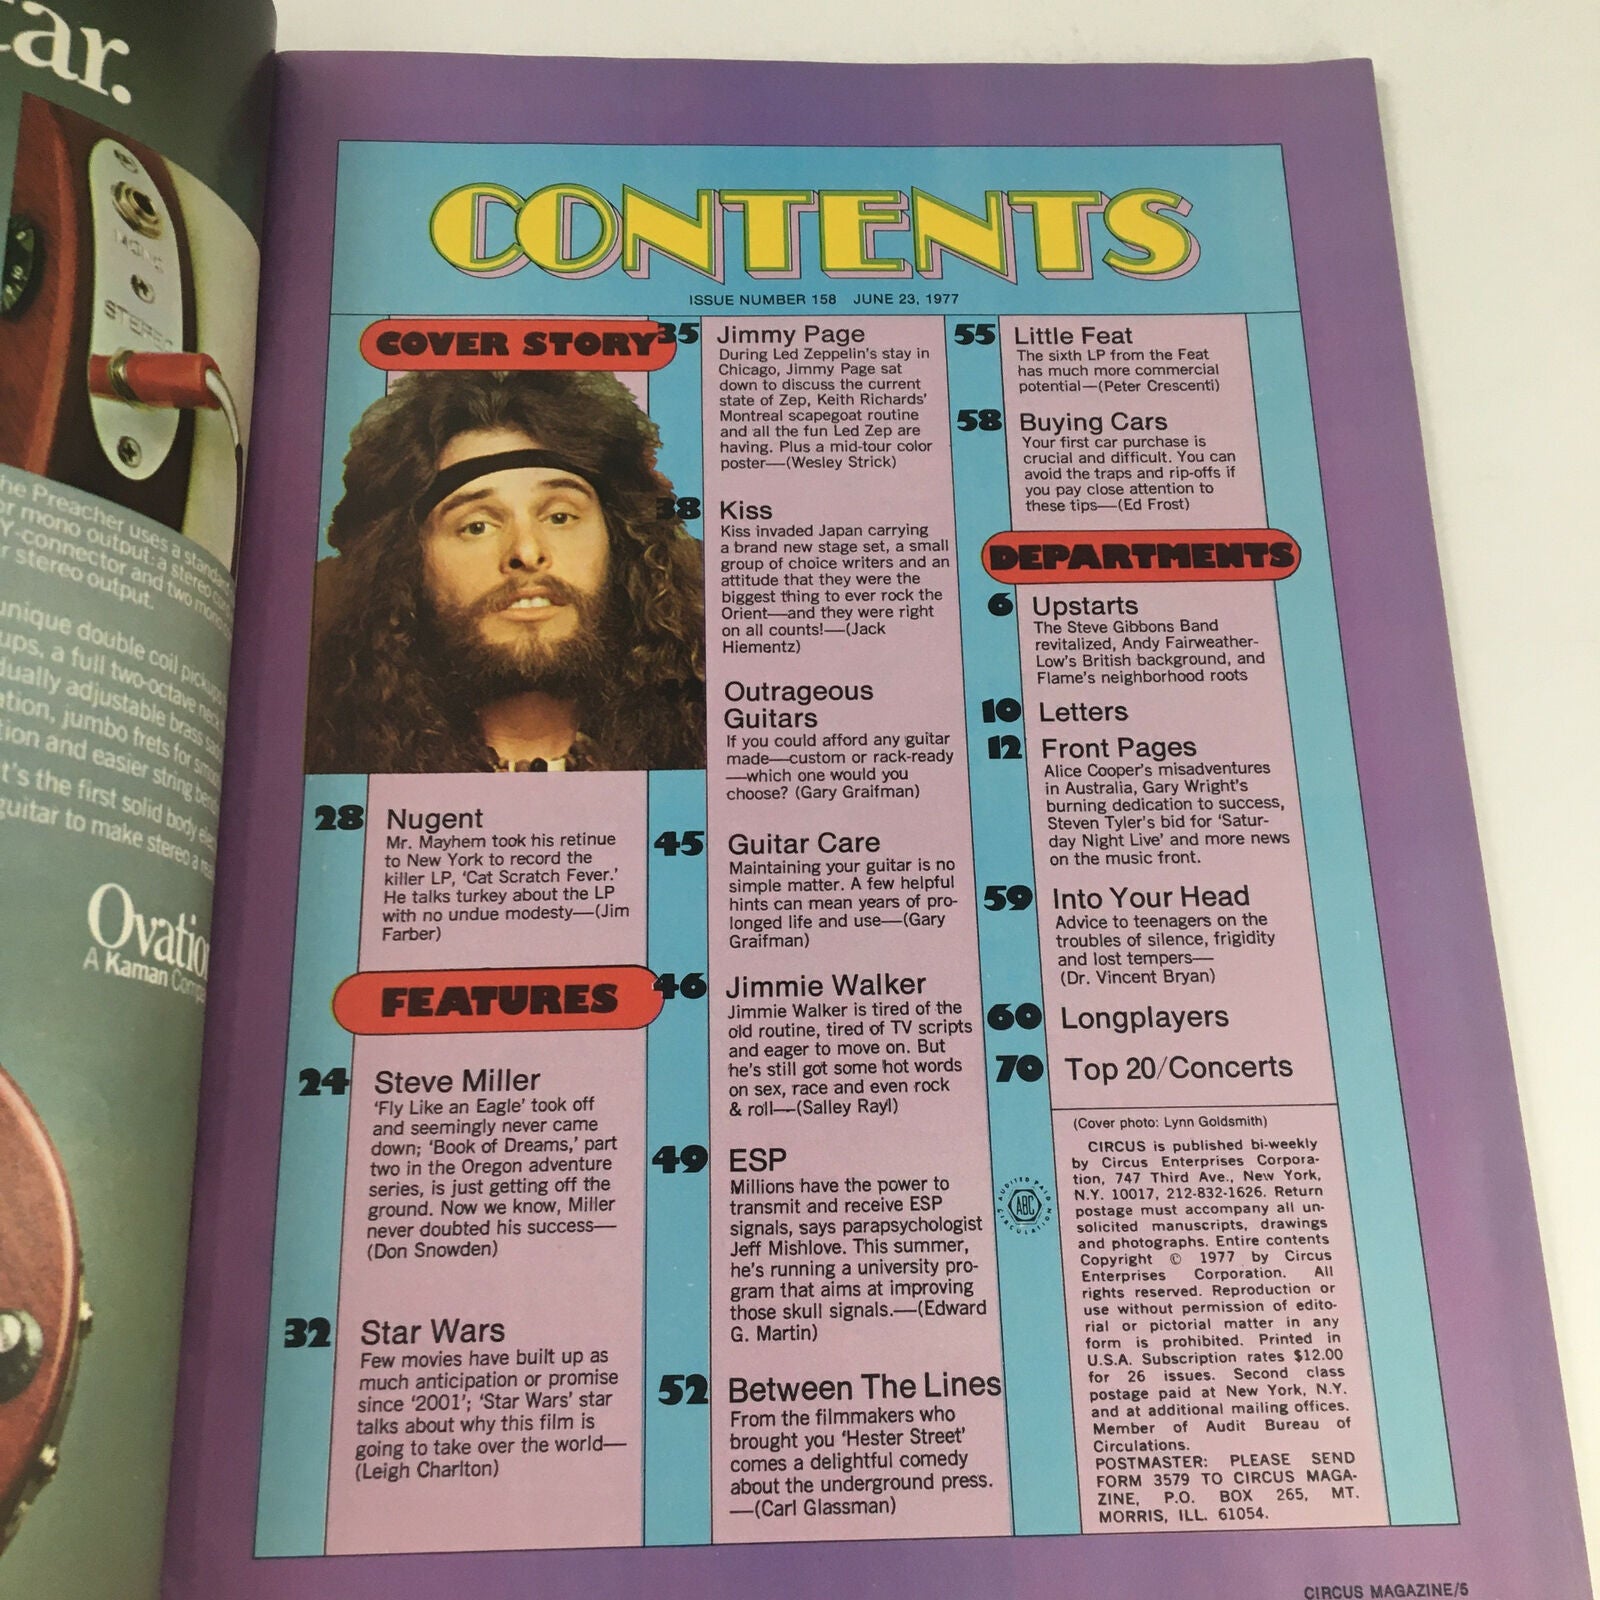 ar.
MONO
STEREO
he Preacher uses a standard
or mono output: a stereo cord
Y-connector and two mono
r stereo output.
unique double coil pickups
ups, a full two-octave neck
dually adjustable brass
ation, jumbo frets for
tion and easier string
t's the first solid body
guitar to make stereo a
Ovatio
A Kaman Compa
CONTENTS
ISSUE NUMBER 158 JUNE 23, 1977
COVER STORY
28 Nugent
Mr. Mayhem took his retinue
to New York to record the
killer LP, 'Cat Scratch Fever.'
He talks turkey about the LP
with no undue modesty—(Jim
Farber)
FEATURES
24 Steve Miller
'Fly Like an Eagle' took off
and seemingly never came
down; 'Book of Dreams,' part
two in the Oregon adventure
series, is just getting off the
ground. Now we know, Miller
never doubted his success—
(Don Snowden)
32 Star Wars
Few movies have built up as
much anticipation or promise
since '2001'; 'Star Wars' star
talks about why this film is
going to take over the world—
(Leigh Charlton)
35 Jimmy Page
During Led Zeppelin's stay in
Chicago, Jimmy Page sat
down to discuss the current
state of Zep, Keith Richards'
Montreal scapegoat routine
and all the fun Led Zep are
having. Plus a mid-tour color
poster—(Wesley Strick)
38 Kiss
Kiss invaded Japan carrying
a brand new stage set, a small
group of choice writers and an
attitude that they were the
biggest thing to ever rock the
Orient—and they were right
on all counts!—(Jack
Hiementz)
Outrageous
Guitars
If you could afford any guitar
made—custom or rack-ready
—which one would you
choose? (Gary Graifman)
45 Guitar Care
Maintaining your guitar is no
simple matter. A few helpful
hints can mean years of pro-
longed life and use—(Gary
Graifman)
46 Jimmie Walker
Jimmie Walker is tired of the
old routine, tired of TV scripts
and eager to move on. But
he's still got some hot words
on sex, race and even rock
& roll—(Salley Rayl)
49 ESP
Millions have the power to
transmit and receive ESP
signals, says parapsychologist
Jeff Mishlove. This summer,
he's running a university pro-
gram that aims at improving
those skull signals.—(Edward
G. Martin)
52 Between The Lines
From the filmmakers who
brought you 'Hester Street'
comes a delightful comedy
about the underground press.
—(Carl Glassman)
55 Little Feat
The sixth LP from the Feat
has much more commercial
potential—(Peter Crescenti)
58 Buying Cars
Your first car purchase is
crucial and difficult. You can
avoid the traps and rip-offs if
you pay close attention to
these tips—(Ed Frost)
DEPARTMENTS
6 Upstarts
The Steve Gibbons Band
revitalized, Andy Fairweather-
Low's British background, and
Flame's neighborhood roots
10 Letters
12 Front Pages
Alice Cooper's misadventures
in Australia, Gary Wright's
burning dedication to success,
Steven Tyler's bid for 'Satur-
day Night Live' and more news
on the music front.
59 Into Your Head
Advice to teenagers on the
troubles of silence, frigidity
and lost tempers—
(Dr. Vincent Bryan)
60 Longplayers
70 Top 20/Concerts
(Cover photo: Lynn Goldsmith)
CIRCUS is published bi-weekly
by Circus Enterprises Corpora-
tion, 747 Third Ave., New York,
N.Y. 10017, 212-832-1626. Return
postage must accompany all un-
solicited manuscripts, drawings
and photographs. Entire contents
Copyright © 1977 by Circus
Enterprises Corporation. All
rights reserved. Reproduction or
use without permission of edito-
rial or pictorial matter in any
form is prohibited. Printed in
U.S.A. Subscription rates $12.00
for 26 issues. Second class
postage paid at New York, N.Y.
and at additional mailing offices.
Member of Audit Bureau of
Circulations.
POSTMASTER: PLEASE SEND
FORM 3579 TO CIRCUS MAGA-
ZINE, P.O. BOX 265, MT.
MORRIS, ILL. 61054.
AUDITED PAID
ABC
CIRCULATION
CIRCUS MAGAZINE/5